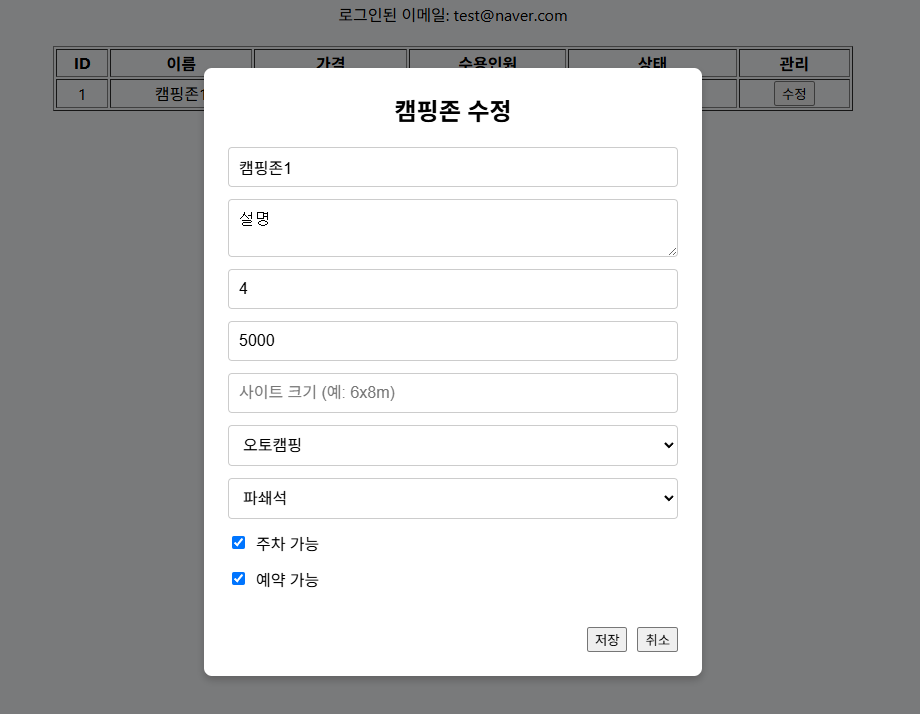 로그인된 이메일: test@naver.com
ID 이름 가격 수용인원 상태 관리
1 캠핑존1 수정
캠핑존 수정
캠핑존1
설명
4
5000
사이트 크기 (예: 6x8m)
오토캠핑
파쇄석
주차 가능
예약 가능
저장 취소